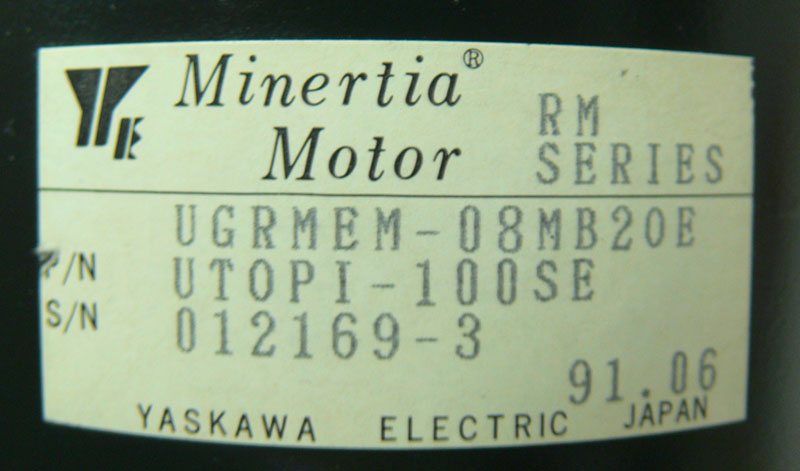 Minertia® RM
Motor SERIES
UGRMEM-08MB20E
P/N UTOPI-100SE
S/N 012169-3
91.06
YASKAWA ELECTRIC JAPAN